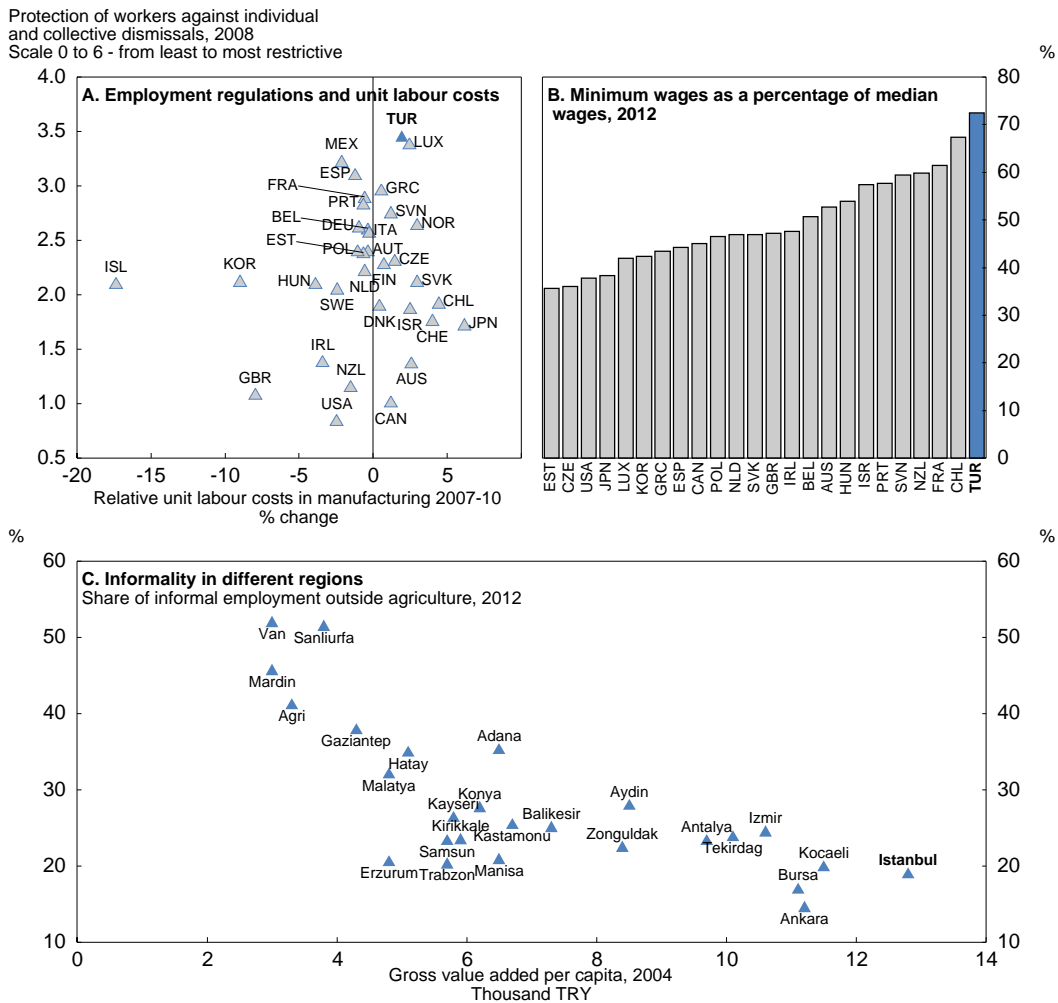 Protection of workers against individual
and collective dismissals, 2008
Scale 0 to 6 - from least to most restrictive
%
A. Employment regulations and unit labour costs
4.0
3.5
3.0
2.5
2.0
1.5
1.0
0.5
TUR
LUX
MEX
ESP
FRA
GRC
PRT
SVN
BEL
DEU
ITA
NOR
EST
POL
AUT
CZE
ISL
KOR
HUN
NLD
FIN
SVK
SWE
DNK
ISR
CHL
CHE
JPN
IRL
NZL
AUS
GBR
USA
CAN
-20 -15 -10 -5 0 5
Relative unit labour costs in manufacturing 2007-10
% change
B. Minimum wages as a percentage of median
wages, 2012
80
70
60
50
40
30
20
10
0
EST CZE USA JPN LUX KOR GRC ESP CAN POL NLD SVK GBR IRL BEL AUS HUN ISR PRT SVN NZL FRA CHL TUR
% %
C. Informality in different regions
Share of informal employment outside agriculture, 2012
60 60
50 50
40 40
30 30
20 20
10 10
Van
Sanliurfa
Mardin
Agri
Gaziantep
Adana
Hatay
Malatya
Kayseri
Konya
Aydin
Kirikkale
Kastamonu
Balikesir
Zonguldak
Antalya
Tekirdag
Izmir
Samsun
Erzurum
Trabzon
Manisa
Kocaeli
Bursa
Istanbul
Ankara
0 2 4 6 8 10 12 14
Gross value added per capita, 2004
Thousand TRY